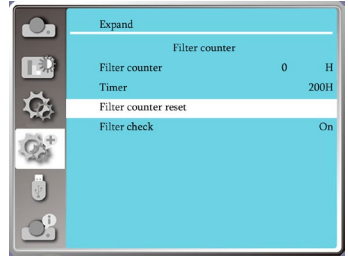 Expand
Filter counter
Filter counter 0 H
Timer 200H
Filter counter reset
Filter check On